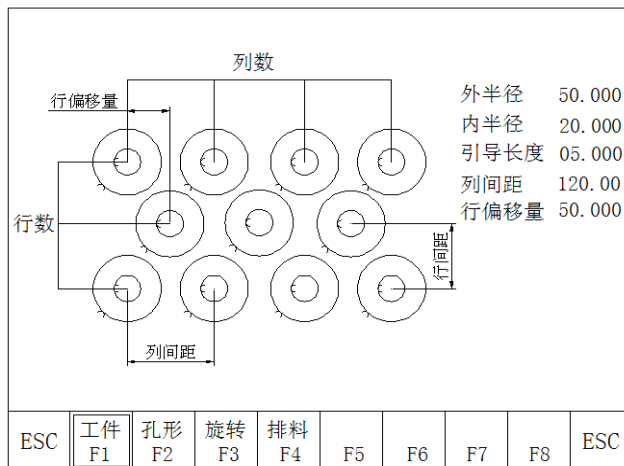 列数
行偏移量
外半径 50.000
内半径 20.000
引导长度 05.000
列间距 120.00
行偏移量 50.000
行数
行间距
列间距
ESC 工件 F1 孔形 F2 旋转 F3 排料 F4 F5 F6 F7 F8 ESC